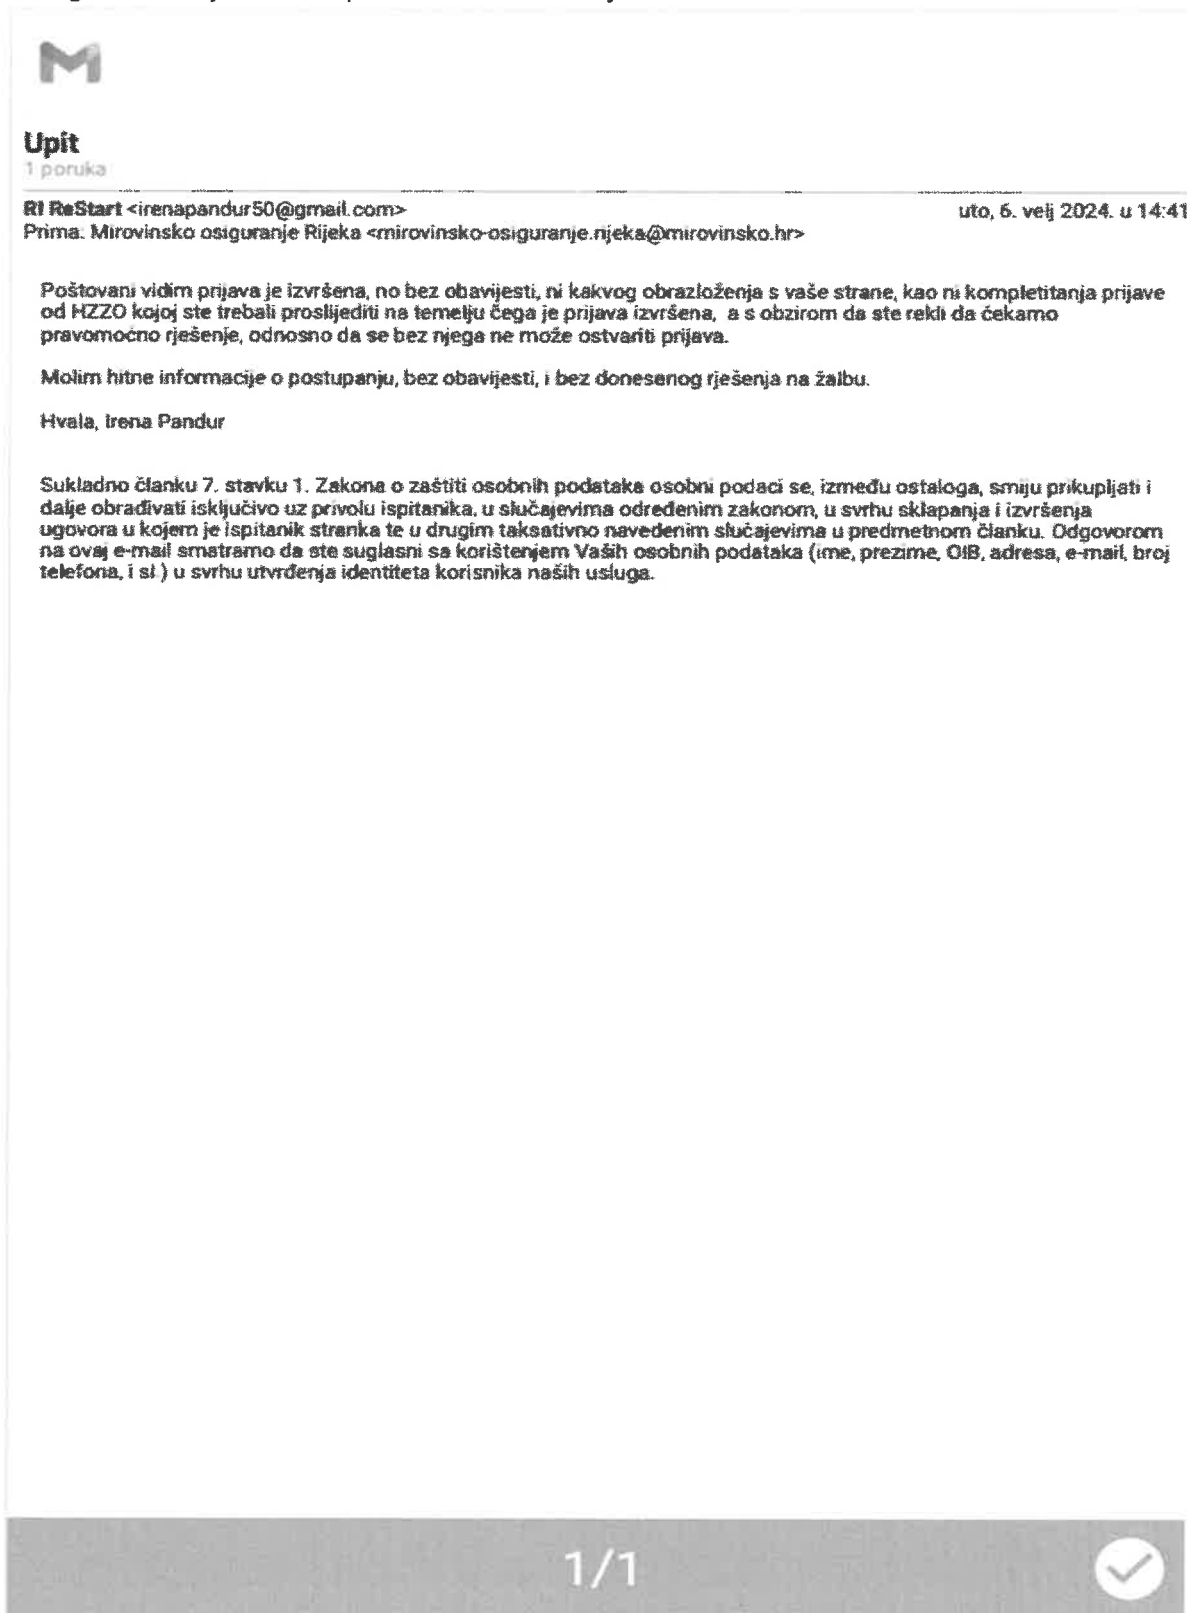 Upit
1 poruka
RI ReStart <irenapandur50@gmail.com>
uto, 6. velj 2024. u 14:41
Prima: Mirovinsko osiguranje Rijeka <mirovinsko-osiguranje.rijeka@mirovinsko.hr>
Poštovani vidim prijava je izvršena, no bez obavijesti, ni kakvog obrazloženja s vaše strane, kao ni kompletitanja prijave
od HZZO kojoj ste trebali proslijediti na temelju čega je prijava izvršena, a s obzirom da ste rekli da čekamo
pravomoćno rješenje, odnosno da se bez njega ne može ostvariti prijava.
Molim hitne informacije o postupanju, bez obavijesti, i bez donesenog rješenja na žalbu.
Hvala, Irena Pandur
Sukladno članku 7. stavku 1. Zakona o zaštiti osobnih podataka osobni podaci se, između ostaloga, smiju prikupljati i
dalje obrađivati isključivo uz privolu ispitanika, u slučajevima određenim zakonom, u svrhu sklapanja i izvršenja
ugovora u kojem je ispitanik stranka te u drugim taksativno navedenim slučajevima u predmetnom članku. Odgovorom
na ovaj e-mail smatramo da ste suglasni sa korištenjem Vaših osobnih podataka (ime, prezime, OIB, adresa, e-mail, broj
telefona, i sl.) u svrhu utvrđenja identiteta korisnika naših usluga.
1/1